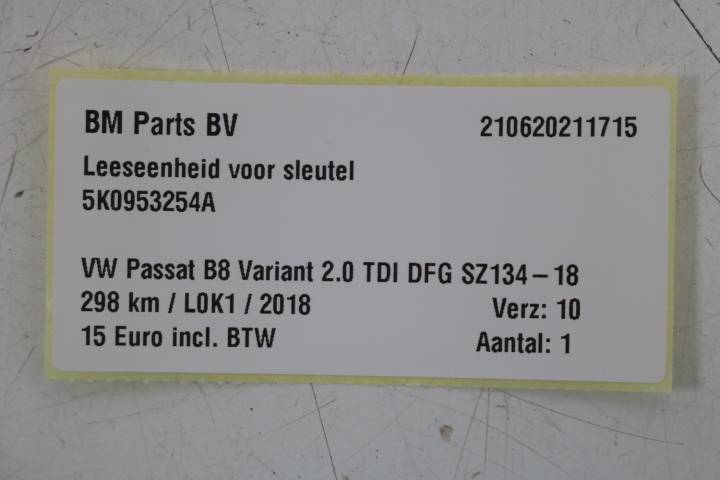 BM Parts BV 210620211715
Leeseenheid voor sleutel
5K0953254A
VW Passat B8 Variant 2.0 TDI DFG SZ134-18
298 km / L0K1 / 2018 Verz: 10
15 Euro incl. BTW Aantal: 1